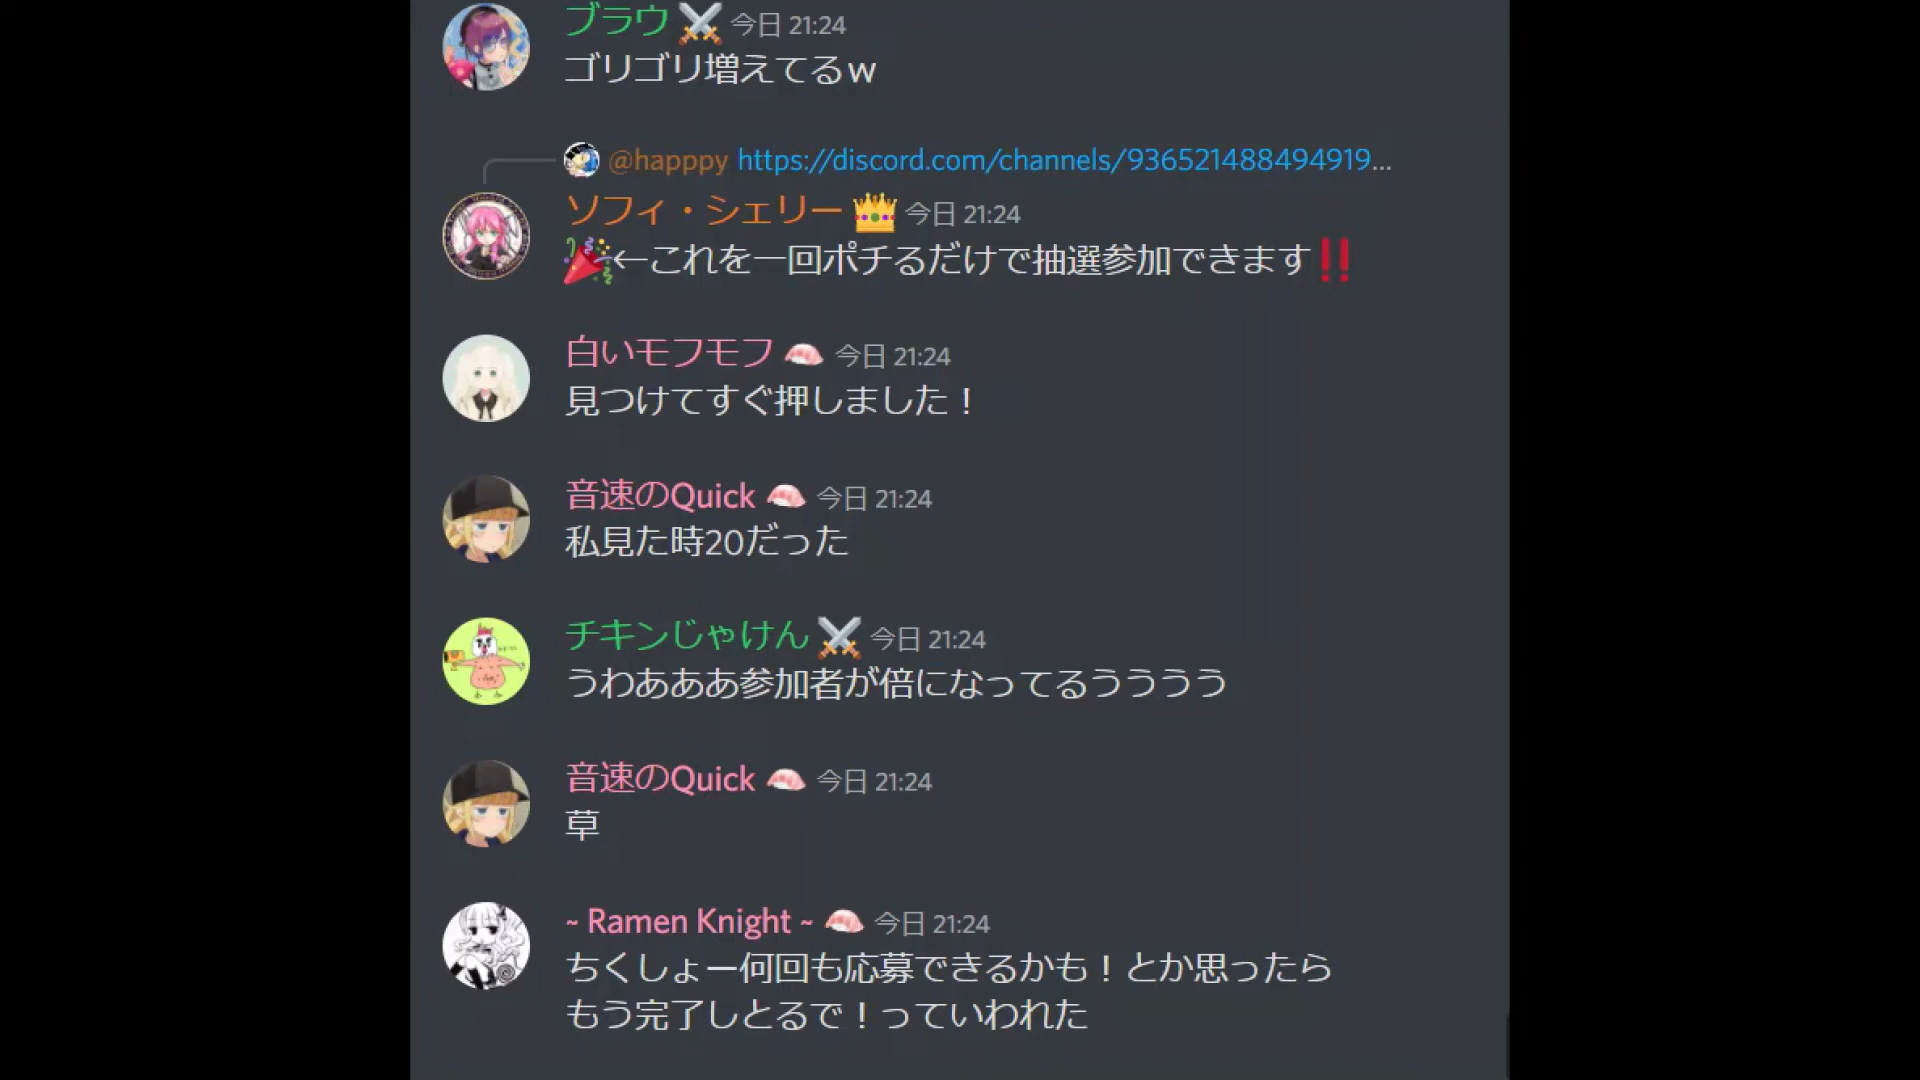 ブラウ⚔️ 今日 21:24
ゴリゴリ増えてるw
@happpy https://discord.com/channels/936521488494919...
ソフィ・シェリー👑 今日 21:24
🎉←これを一回ポチるだけで抽選参加できます‼️
白いモフモフ🧠 今日 21:24
見つけてすぐ押しました！
音速のQuick🧠 今日 21:24
私見た時20だった
チキンじゃけん⚔️ 今日 21:24
うわあああ参加者が倍になってるうううう
音速のQuick🧠 今日 21:24
草
~ Ramen Knight ~🧠 今日 21:24
ちくしょー何回も応募できるかも！とか思ったら
もう完了しとるで！っていわれた